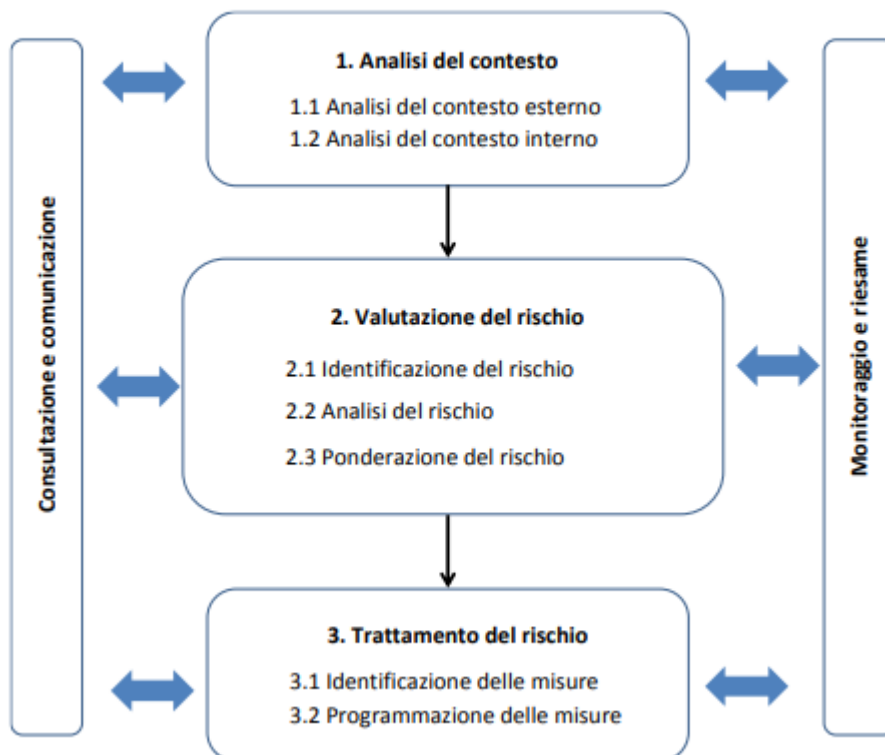 Consultazione e comunicazione
1. Analisi del contesto
1.1 Analisi del contesto esterno
1.2 Analisi del contesto interno
2. Valutazione del rischio
2.1 Identificazione del rischio
2.2 Analisi del rischio
2.3 Ponderazione del rischio
3. Trattamento del rischio
3.1 Identificazione delle misure
3.2 Programmazione delle misure
Monitoraggio e riesame